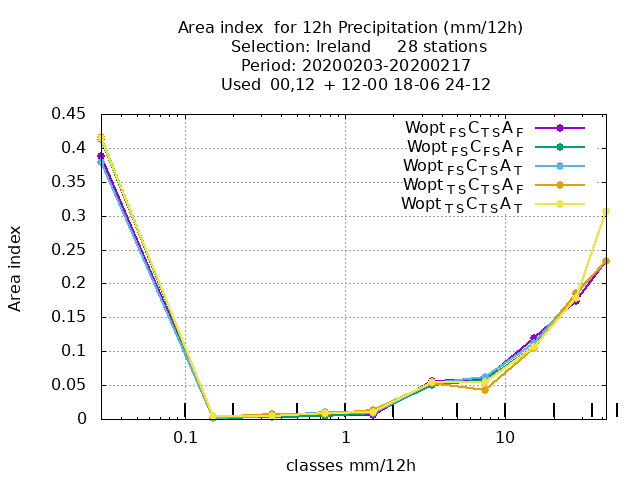 Area index for 12h Precipitation (mm/12h)
Selection: Ireland 28 stations
Period: 20200203-20200217
Used 00,12 + 12-00 18-06 24-12
Wopt FS C TS A F
Wopt FS C FS A F
Wopt FS C TS A T
Wopt TS C TS A F
Wopt TS C TS A T
0.45
0.4
0.35
0.3
0.25
0.2
0.15
0.1
0.05
0
Area index
0.1 1 10
classes mm/12h